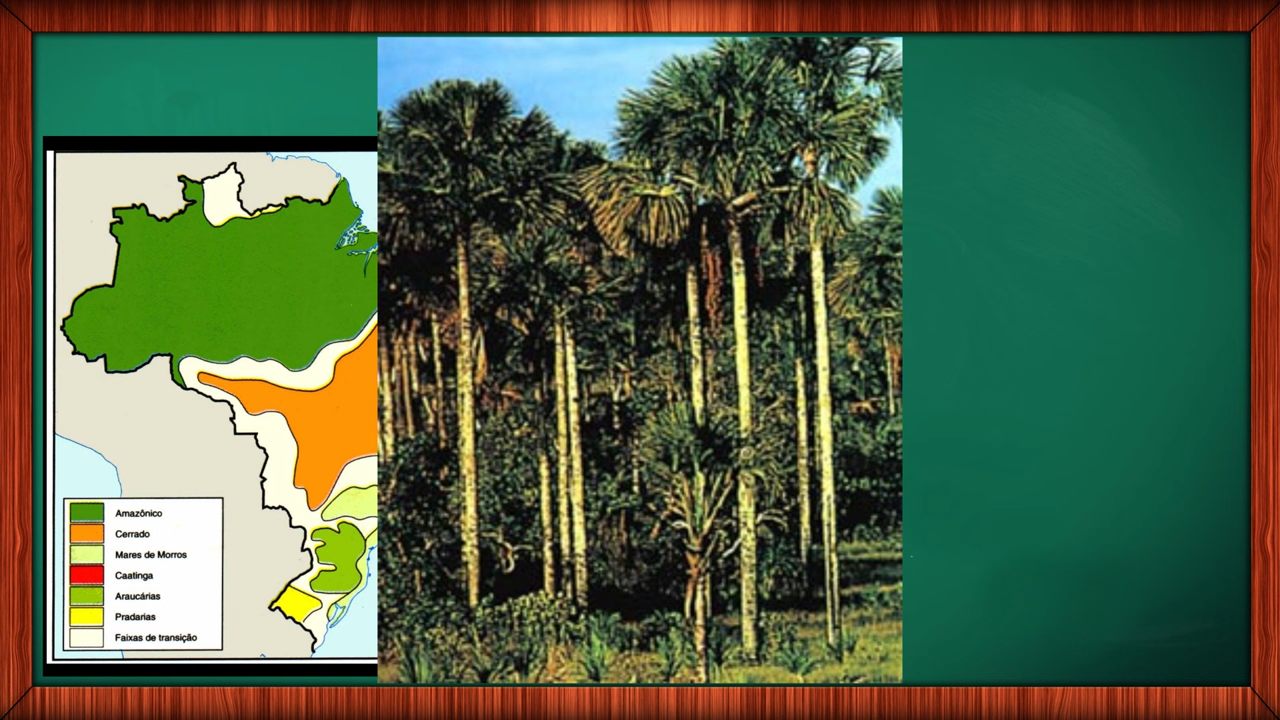 Amazônico
Cerrado
Mares de Morros
Caatinga
Araucárias
Pradarias
Faixas de transição